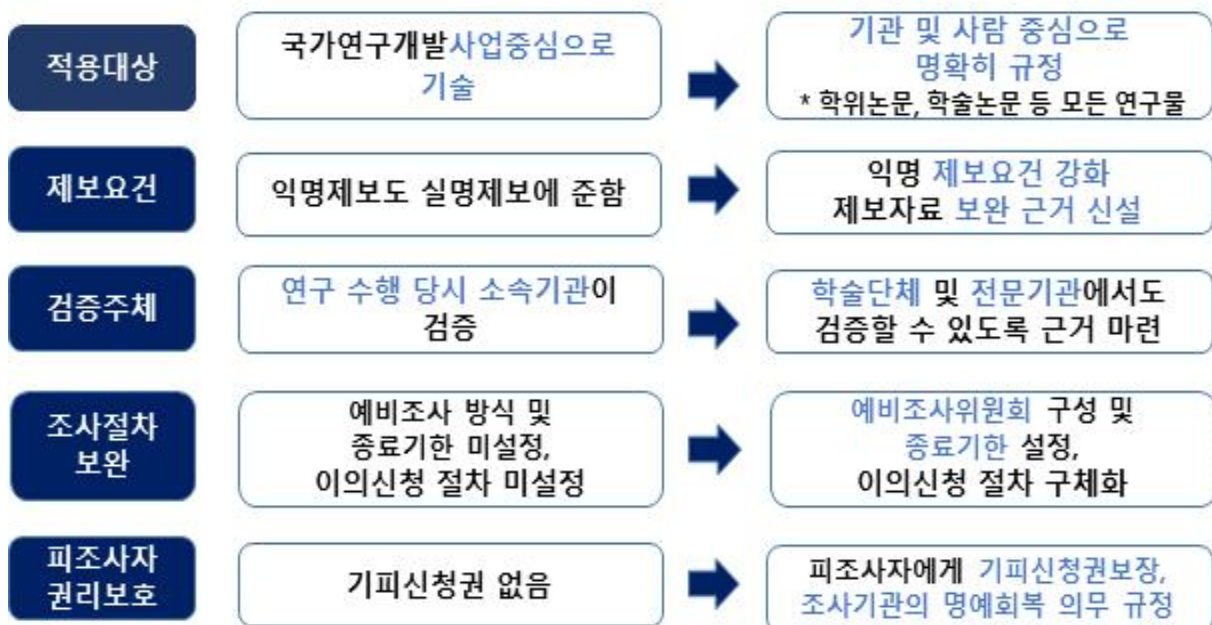 적용대상
국가연구개발사업중심으로
기술
기관 및 사람 중심으로
명확히 규정
* 학위논문, 학술논문 등 모든 연구물
제보요건
익명제보도 실명제보에 준함
익명 제보요건 강화
제보자료 보완 근거 신설
검증주체
연구 수행 당시 소속기관이
검증
학술단체 및 전문기관에서도
검증할 수 있도록 근거 마련
조사절차
보완
예비조사 방식 및
종료기한 미설정,
이의신청 절차 미설정
예비조사위원회 구성 및
종료기한 설정,
이의신청 절차 구체화
피조사자
권리보호
기피신청권 없음
피조사자에게 기피신청권보장,
조사기관의 명예회복 의무 규정